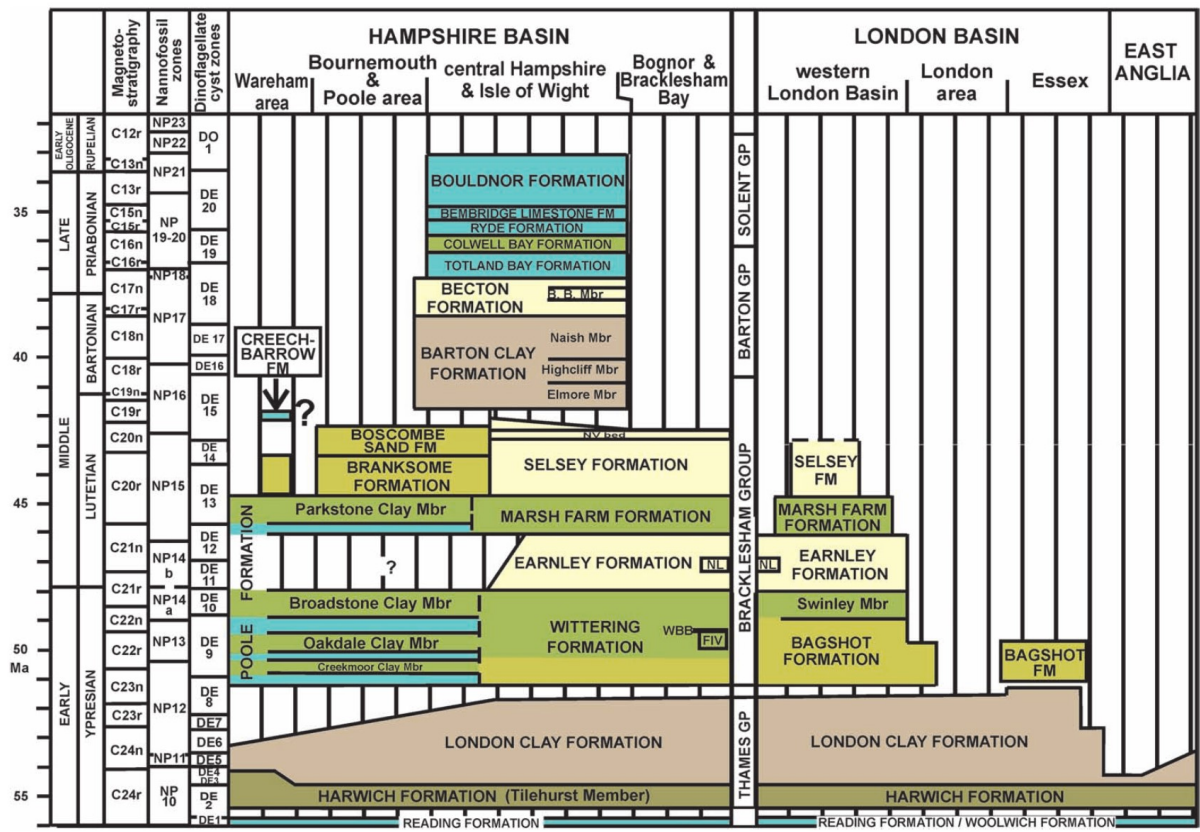 HAMPSHIRE BASIN
LONDON BASIN
EAST
ANGLIA
Magneto-
stratigraphy
Nannofossil
zones
Dinoflagellate
cyst zones
Wareham
area
Bournemouth
&
Poole area
central Hampshire
& Isle of Wight
Bognor &
Bracklesham
Bay
western
London Basin
London
area
Essex
35
40
45
50
Ma
55
EARLY
OLIGOCENE
LATE
MIDDLE
EARLY
RUPELIAN
PRIABONIAN
BARTONIAN
LUTETIAN
YPRESIAN
C12r
C13n
C13r
C15n
C15r
C16n
C16r
C17n
C17r
C18n
C18r
C19n
C19r
C20n
C20r
C21n
C21r
C22n
C22r
C23n
C23r
C24n
C24r
NP23
NP22
NP21
NP
19-20
NP18
NP17
NP16
NP15
NP14
b
NP14
a
NP13
NP12
NP11
NP
10
DO
1
DE
20
DE
19
DE
18
DE 17
DE16
DE
15
DE
14
DE
13
DE
12
DE
11
DE
10
DE
9
DE
8
DE7
DE6
DE5
DE4
DE3
DE
2
DE1
BOULDNOR FORMATION
BEMBRIDGE LIMESTONE FM
RYDE FORMATION
COLWELL BAY FORMATION
TOTLAND BAY FORMATION
BECTON
FORMATION
B. B. Mbr
BARTON CLAY
FORMATION
Naish Mbr
Highcliff Mbr
Elmore Mbr
CREECH-
BARROW
FM
?
BOSCOMBE
SAND FM
BRANKSOME
FORMATION
NV bed
SELSEY FORMATION
POOLE FORMATION
Parkstone Clay Mbr
MARSH FARM FORMATION
?
EARNLEY FORMATION
NL
Broadstone Clay Mbr
Oakdale Clay Mbr
Creekmoor Clay Mbr
WITTERING
FORMATION
WBB
FIV
LONDON CLAY FORMATION
HARWICH FORMATION (Tilehurst Member)
READING FORMATION
SOLENT GP
BARTON GP
BRACKLESHAM GROUP
THAMES GP
SELSEY
FM
MARSH FARM
FORMATION
NL
EARNLEY
FORMATION
Swinley Mbr
BAGSHOT
FORMATION
BAGSHOT
FM
LONDON CLAY FORMATION
HARWICH FORMATION
READING FORMATION / WOOLWICH FORMATION